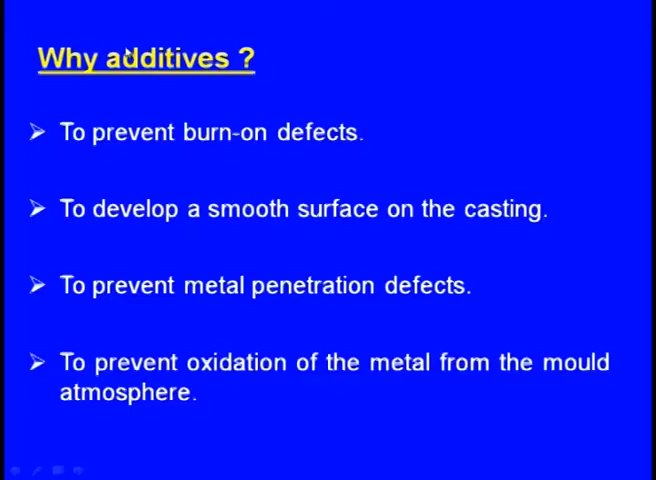 Why additives ?
To prevent burn-on defects.
To develop a smooth surface on the casting.
To prevent metal penetration defects.
To prevent oxidation of the metal from the mould
atmosphere.